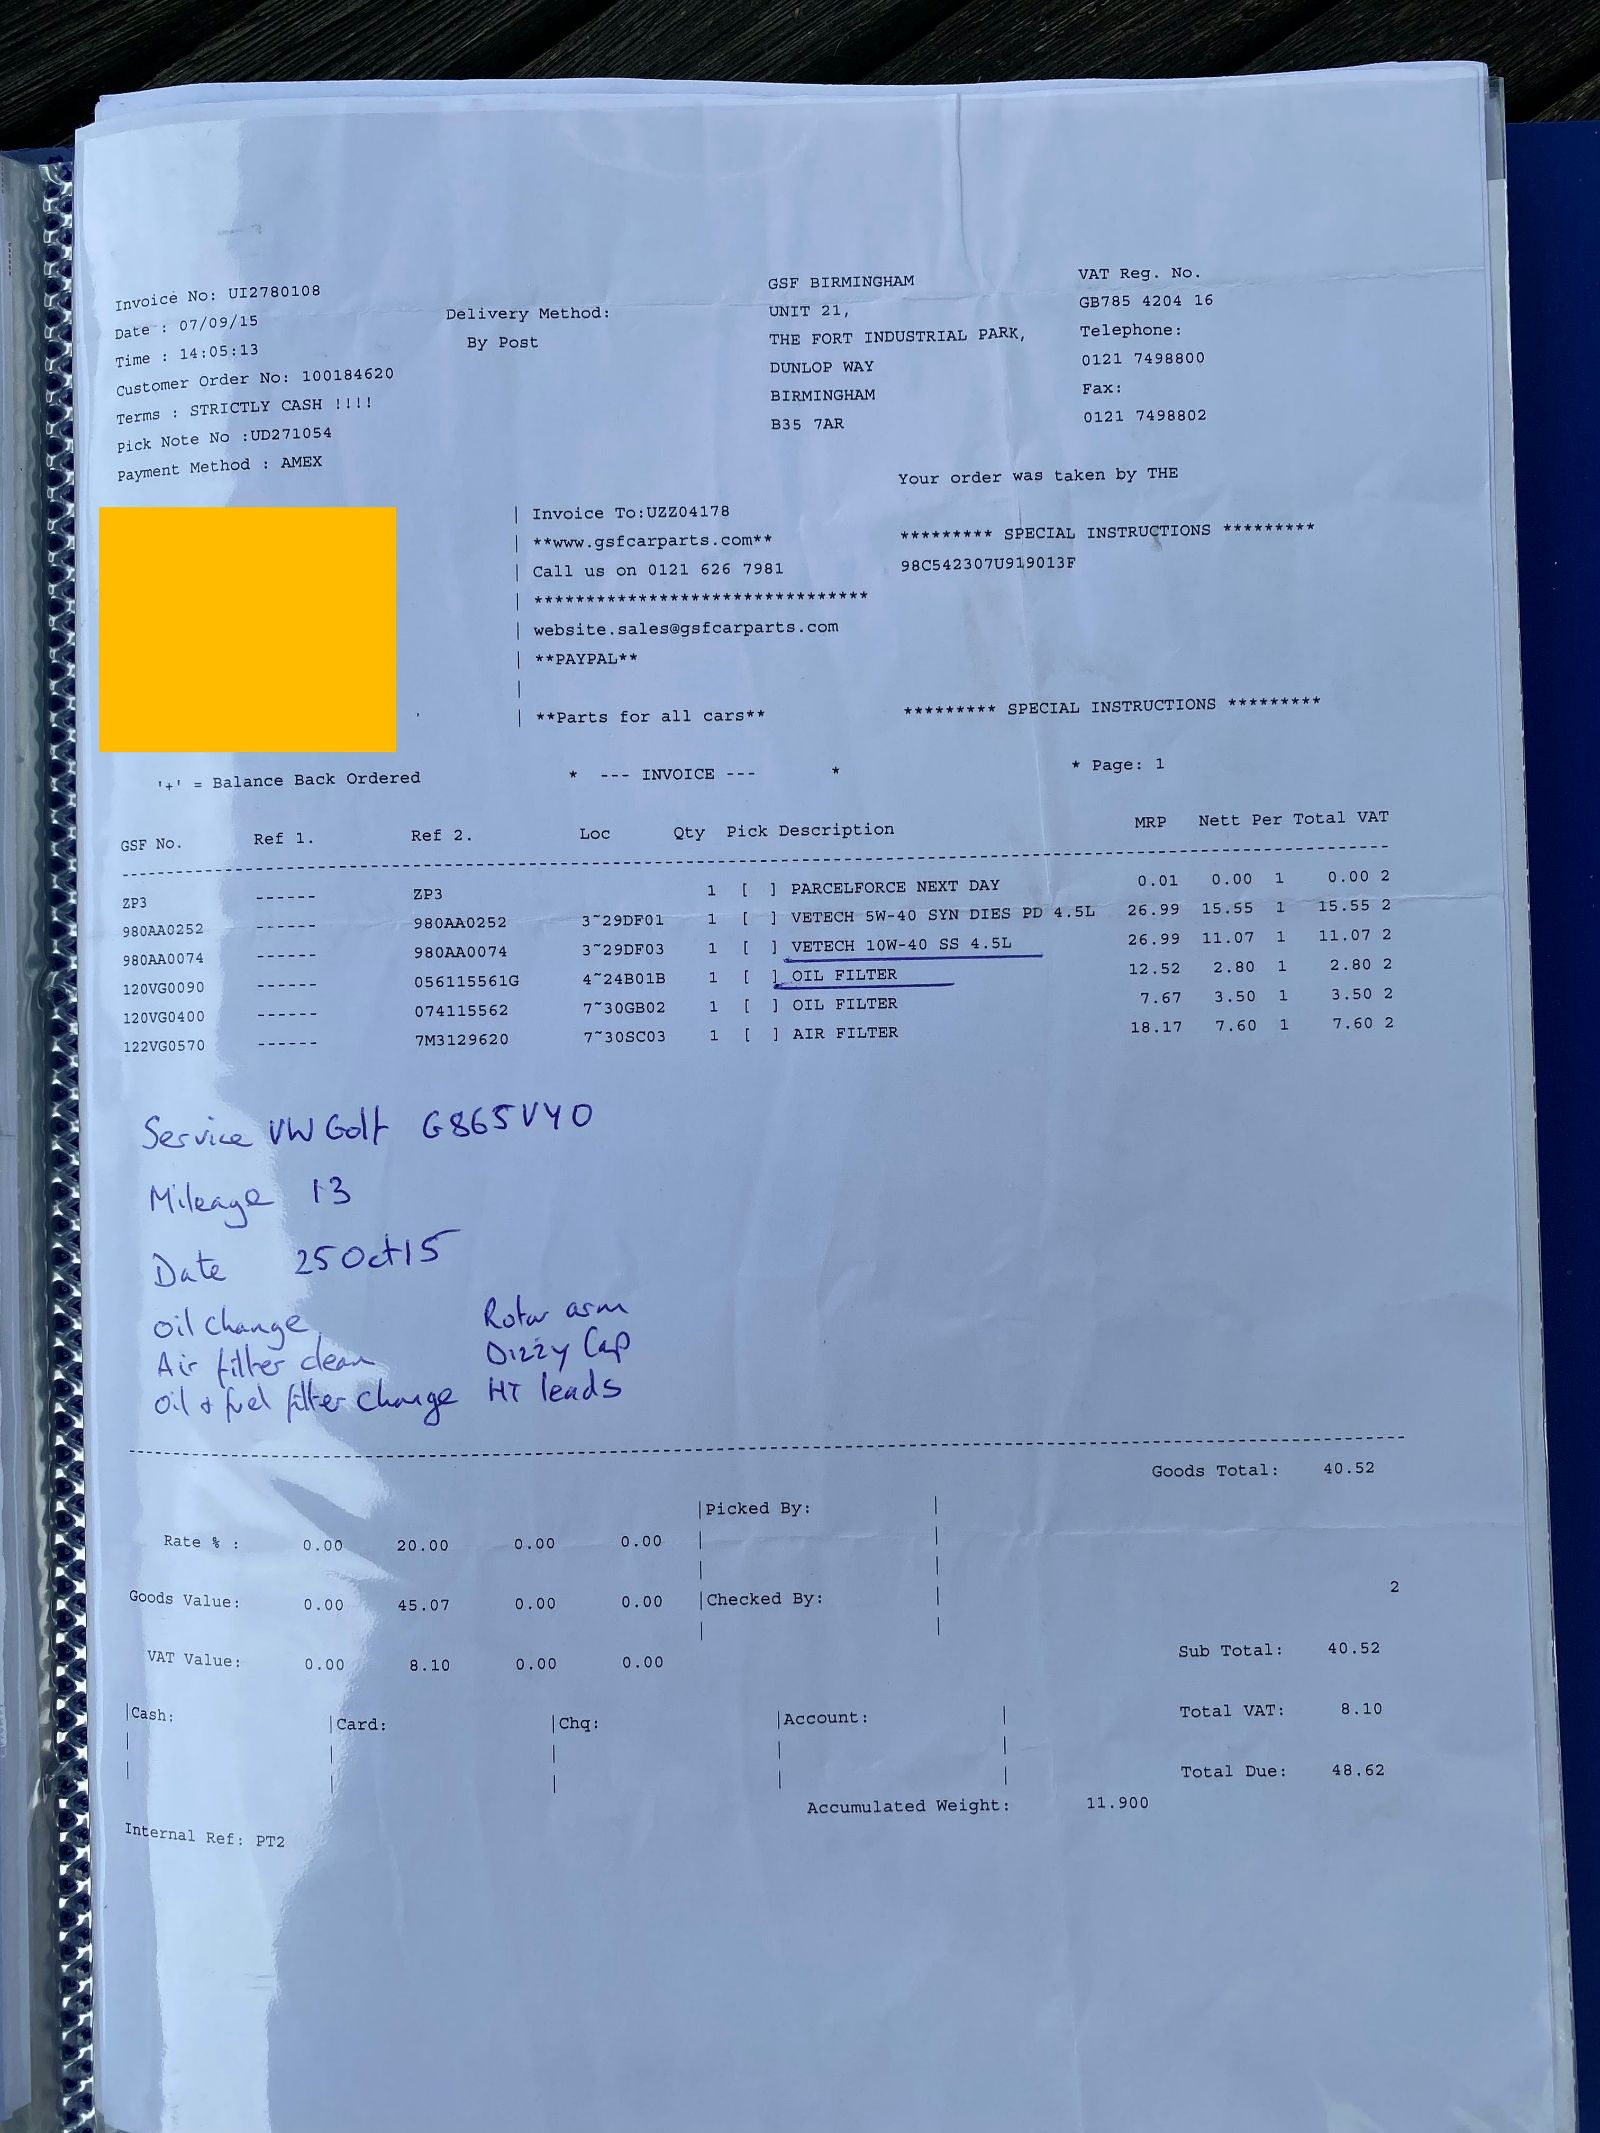 Invoice No: UI2780108
Date : 07/09/15
Time : 14:05:13
Customer Order No: 100184620
Terms : STRICTLY CASH !!!!
Pick Note No :UD271054
Payment Method : AMEX
Delivery Method:
By Post
GSF BIRMINGHAM
UNIT 21,
THE FORT INDUSTRIAL PARK,
DUNLOP WAY
BIRMINGHAM
B35 7AR
VAT Reg. No.
GB785 4204 16
Telephone:
0121 7498800
Fax:
0121 7498802
Your order was taken by THE
| Invoice To:UZZ04178
| **www.gsfcarparts.com**
| Call us on 0121 626 7981
| ********************************
| website.sales@gsfcarparts.com
| **PAYPAL**
|
| **Parts for all cars**
********* SPECIAL INSTRUCTIONS *********
98C542307U919013F
********* SPECIAL INSTRUCTIONS *********
'+' = Balance Back Ordered * --- INVOICE --- * * Page: 1
GSF No. Ref 1. Ref 2. Loc Qty Pick Description MRP Nett Per Total VAT
ZP3 ------ ZP3 1 [ ] PARCELFORCE NEXT DAY 0.01 0.00 1 0.00 2
980AA0252 ------ 980AA0252 3~29DF01 1 [ ] VETECH 5W-40 SYN DIES PD 4.5L 26.99 15.55 1 15.55 2
980AA0074 ------ 980AA0074 3~29DF03 1 [ ] VETECH 10W-40 SS 4.5L 26.99 11.07 1 11.07 2
120VG0090 ------ 056115561G 4~24B01B 1 [ ] OIL FILTER 12.52 2.80 1 2.80 2
120VG0400 ------ 074115562 7~30GB02 1 [ ] OIL FILTER 7.67 3.50 1 3.50 2
122VG0570 ------ 7M3129620 7~30SC03 1 [ ] AIR FILTER 18.17 7.60 1 7.60 2
Service VW Golf G865VYO
Mileage 13
Date 25 Oct 15
Oil change Rotor arm
Air filter clean Dizzy Cap
Oil + fuel filter change HT leads
Goods Total: 40.52
Rate % : 0.00 20.00 0.00 0.00
Goods Value: 0.00 45.07 0.00 0.00
VAT Value: 0.00 8.10 0.00 0.00
|Picked By:
|Checked By:
2
Sub Total: 40.52
Total VAT: 8.10
Total Due: 48.62
|Cash: |Card: |Chq: |Account:
Accumulated Weight: 11.900
Internal Ref: PT2